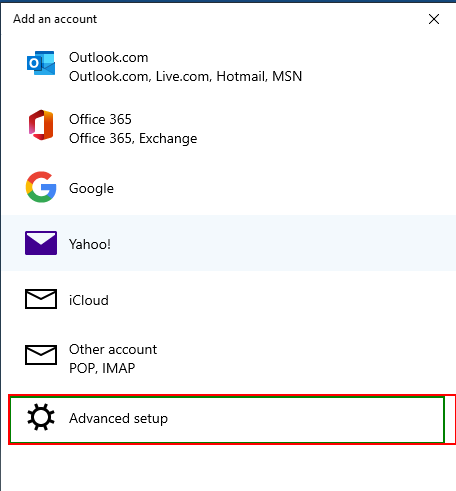 Add an account
Outlook.com
Outlook.com, Live.com, Hotmail, MSN
Office 365
Office 365, Exchange
Google
Yahoo!
iCloud
Other account
POP, IMAP
Advanced setup